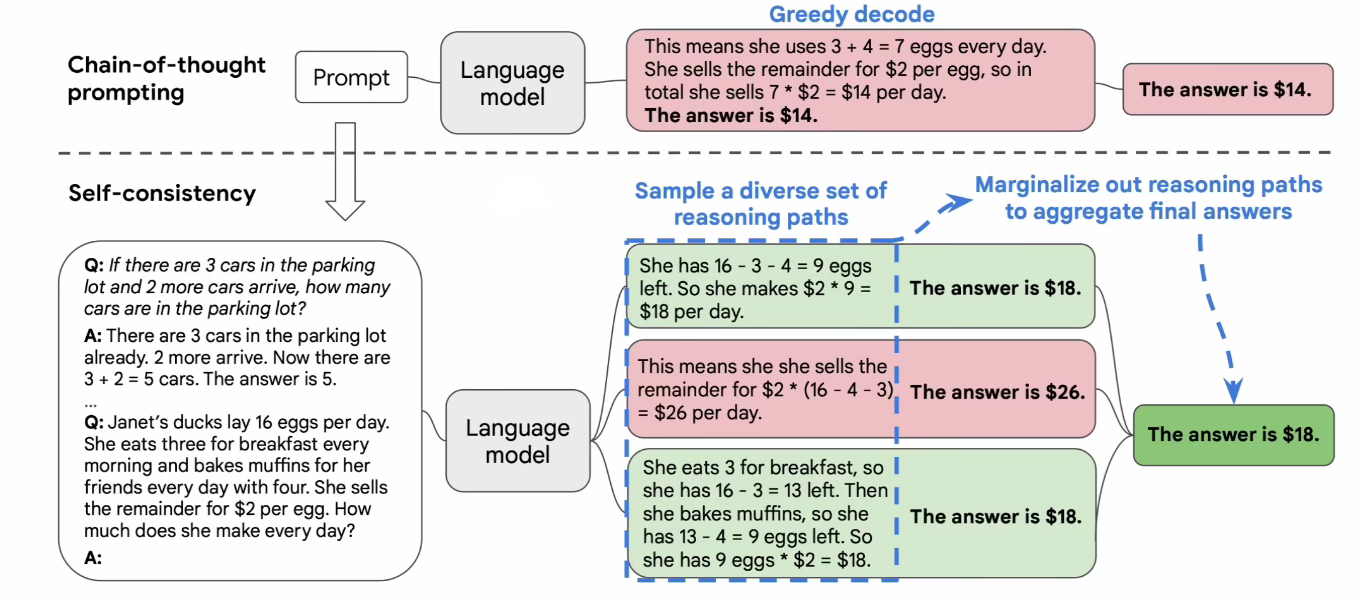 Greedy decode
Chain-of-thought
prompting
Prompt
Language
model
This means she uses 3 + 4 = 7 eggs every day.
She sells the remainder for $2 per egg, so in
total she sells 7 * $2 = $14 per day.
The answer is $14.
The answer is $14.
Self-consistency
Sample a diverse set of
reasoning paths
Marginalize out reasoning paths
to aggregate final answers
Q: If there are 3 cars in the parking
lot and 2 more cars arrive, how many
cars are in the parking lot?
A: There are 3 cars in the parking lot
already. 2 more arrive. Now there are
3 + 2 = 5 cars. The answer is 5.
...
Q: Janet's ducks lay 16 eggs per day.
She eats three for breakfast every
morning and bakes muffins for her
friends every day with four. She sells
the remainder for $2 per egg. How
much does she make every day?
A:
Language
model
She has 16 - 3 - 4 = 9 eggs
left. So she makes $2 * 9 =
$18 per day.
The answer is $18.
This means she she sells the
remainder for $2 * (16 - 4 - 3)
= $26 per day.
The answer is $26.
She eats 3 for breakfast, so
she has 16 - 3 = 13 left. Then
she bakes muffins, so she
has 13 - 4 = 9 eggs left. So
she has 9 eggs * $2 = $18.
The answer is $18.
The answer is $18.